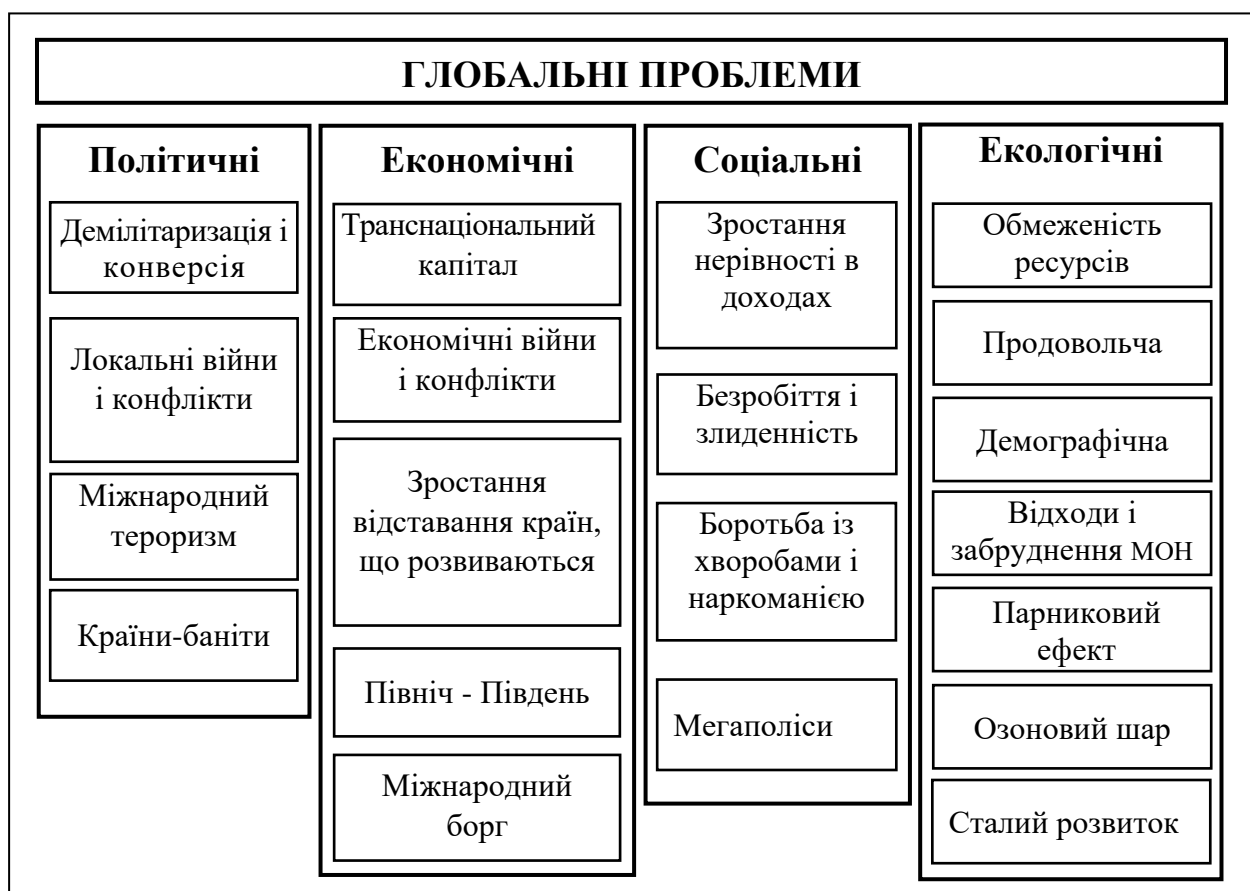 ГЛОБАЛЬНІ ПРОБЛЕМИ
Політичні
Демілітаризація і
конверсія
Локальні війни
і конфлікти
Міжнародний
тероризм
Країни-баніти
Економічні
Транснаціональний
капітал
Економічні війни
і конфлікти
Зростання
відставання країн,
що розвиваються
Північ - Південь
Міжнародний
борг
Соціальні
Зростання
нерівності в
доходах
Безробіття і
злиденність
Боротьба із
хворобами і
наркоманією
Мегаполіси
Екологічні
Обмеженість
ресурсів
Продовольча
Демографічна
Відходи і
забруднення МОН
Парниковий
ефект
Озоновий шар
Сталий розвиток